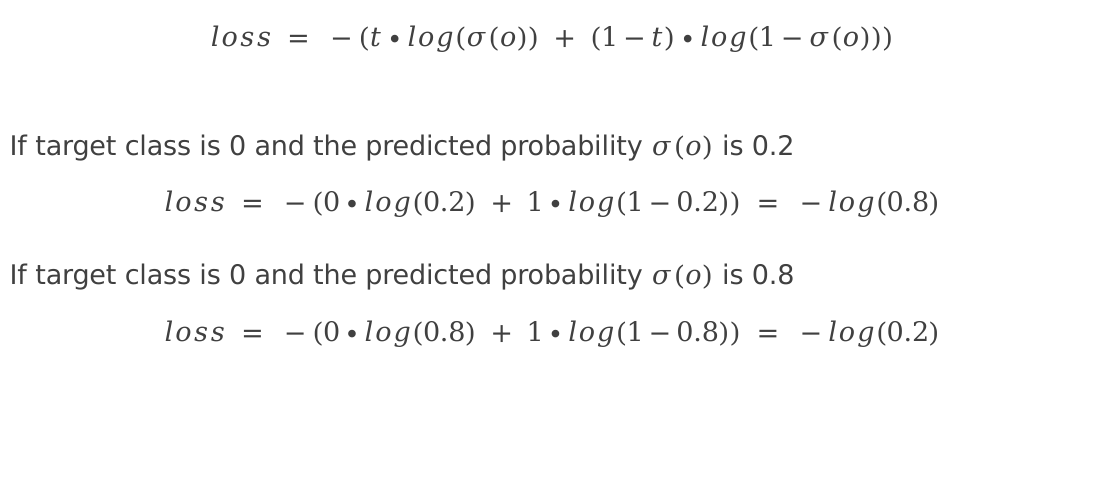 loss = −(t • log(σ(o)) + (1 − t) • log(1 − σ(o)))
If target class is 0 and the predicted probability σ(o) is 0.2
loss = −(0 • log(0.2) + 1 • log(1 − 0.2)) = −log(0.8)
If target class is 0 and the predicted probability σ(o) is 0.8
loss = −(0 • log(0.8) + 1 • log(1 − 0.8)) = −log(0.2)